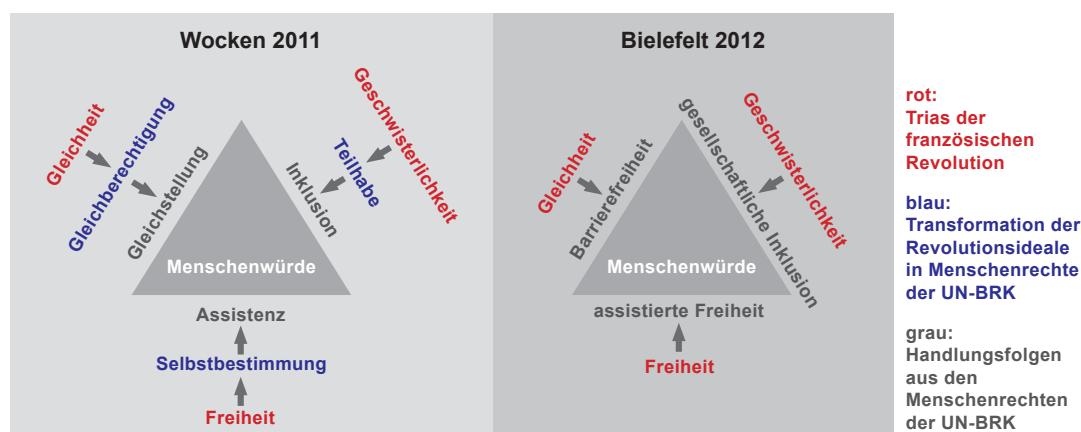 Wocken 2011
Gleichheit
Gleichberechtigung
Gleichstellung
Geschwisterlichkeit
Teilhabe
Inklusion
Menschenwürde
Assistenz
Selbstbestimmung
Freiheit
Bielefelt 2012
Gleichheit
Barrierefreiheit
Geschwisterlichkeit
gesellschaftliche Inklusion
Menschenwürde
assistierte Freiheit
Freiheit
rot:
Trias der
französischen
Revolution
blau:
Transformation der
Revolutionsideale
in Menschenrechte
der UN-BRK
grau:
Handlungsfolgen
aus den
Menschenrechten
der UN-BRK